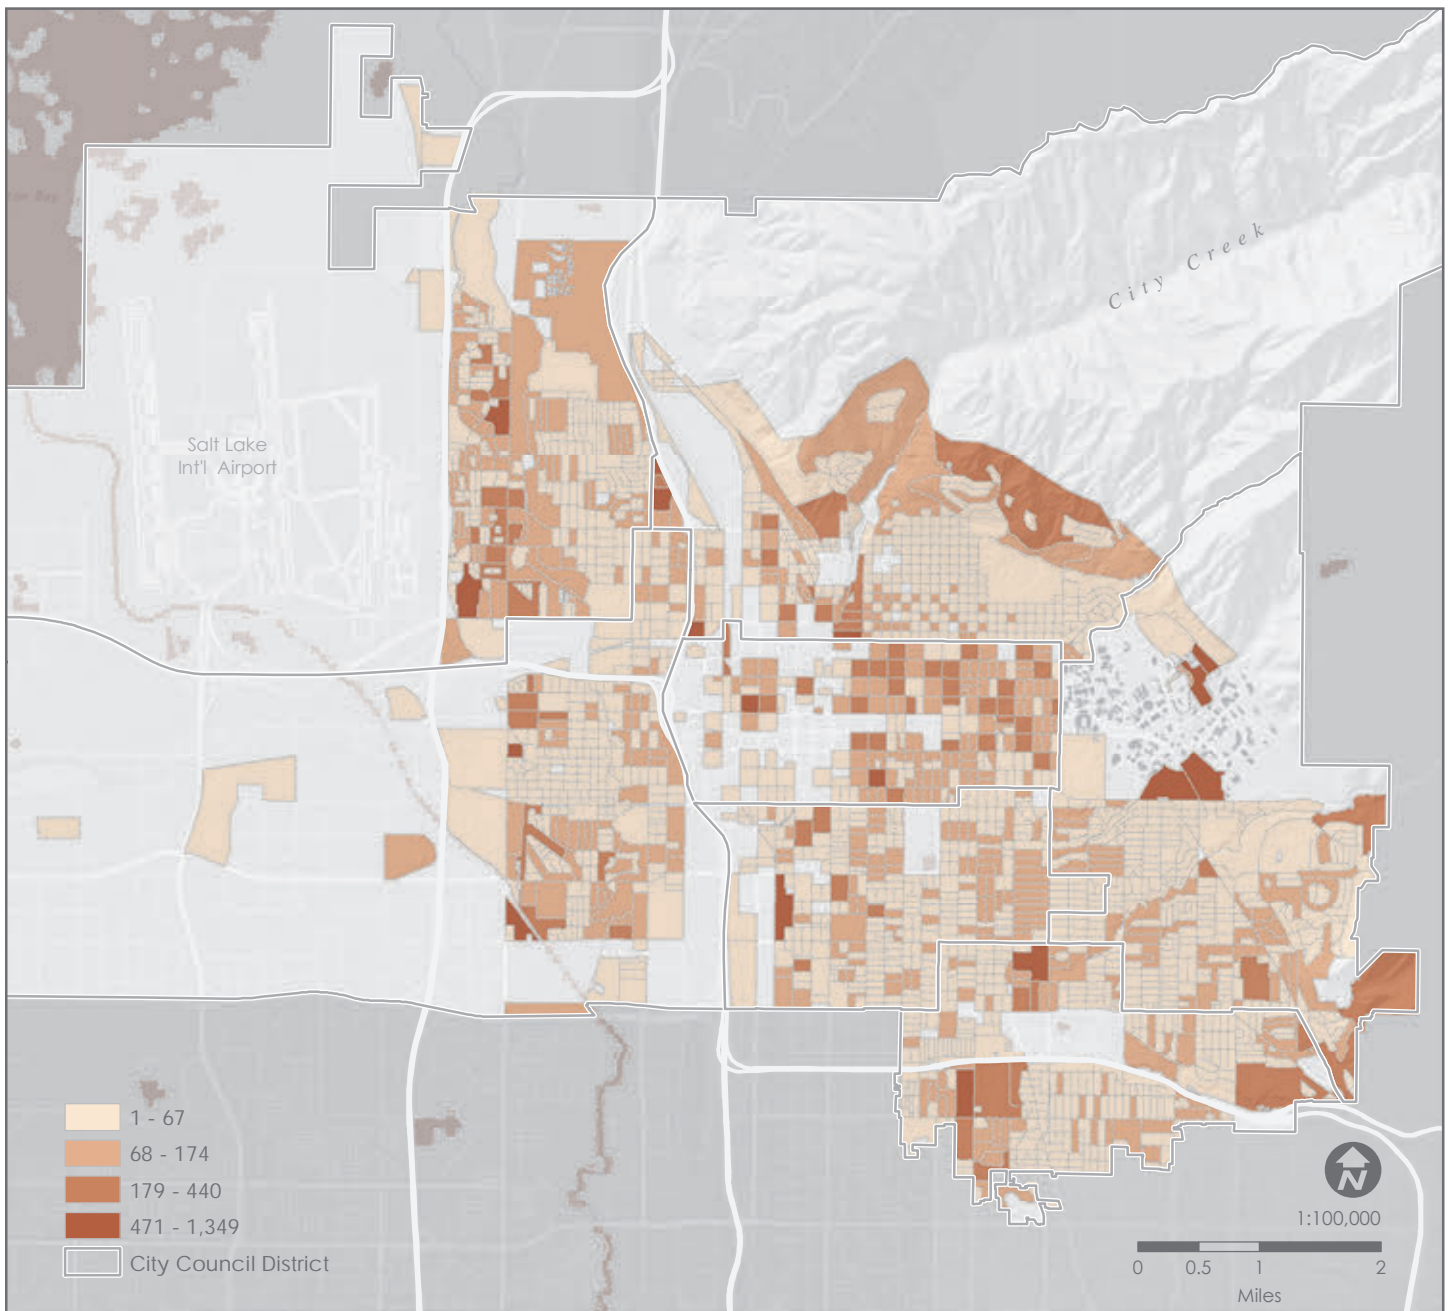 City Creek
Salt Lake
Int'l Airport
1 - 67
68 - 174
179 - 440
471 - 1,349
City Council District
N
1:100,000
0 0.5 1 2
Miles